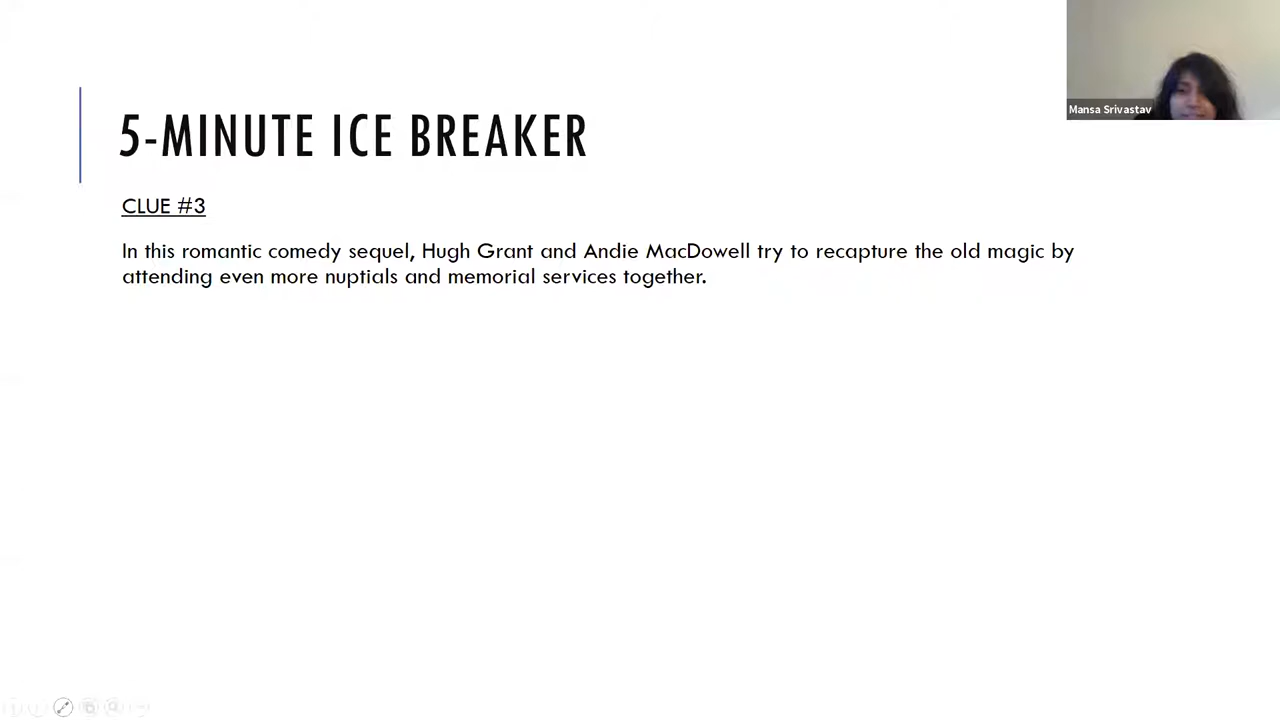 Mansa Srivastav
5-MINUTE ICE BREAKER
CLUE #3
In this romantic comedy sequel, Hugh Grant and Andie MacDowell try to recapture the old magic by
attending even more nuptials and memorial services together.